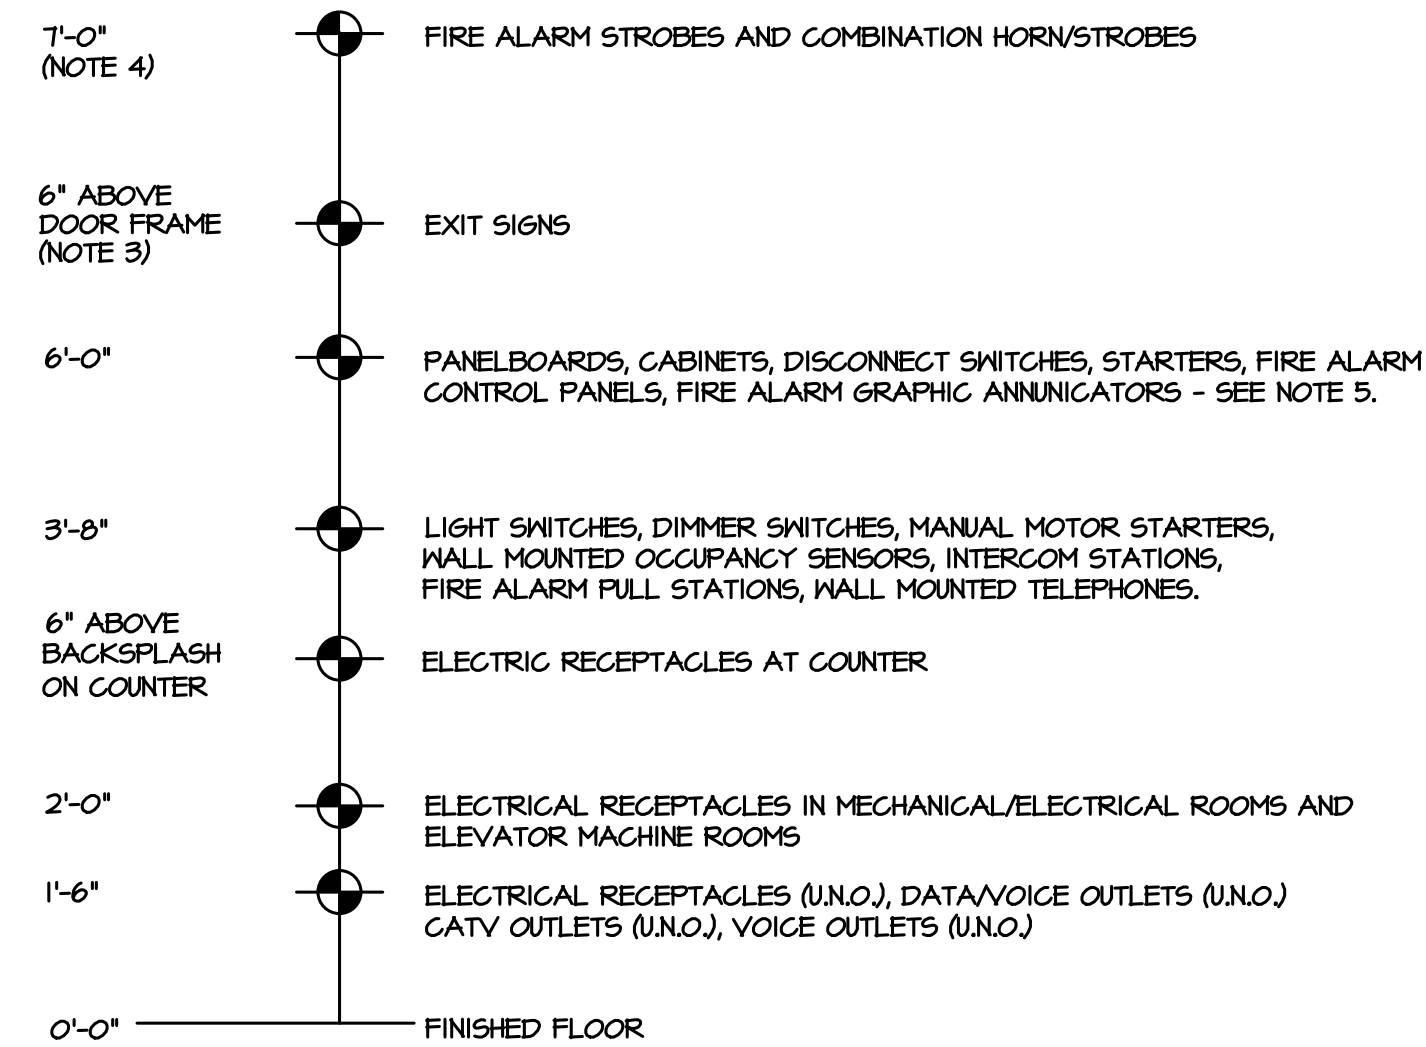 7'-0"
(NOTE 4)
FIRE ALARM STROBES AND COMBINATION HORN/STROBES
6" ABOVE
DOOR FRAME
(NOTE 3)
EXIT SIGNS
6'-0"
PANELBOARDS, CABINETS, DISCONNECT SWITCHES, STARTERS, FIRE ALARM
CONTROL PANELS, FIRE ALARM GRAPHIC ANNUNICATORS - SEE NOTE 5.
3'-8"
LIGHT SWITCHES, DIMMER SWITCHES, MANUAL MOTOR STARTERS,
WALL MOUNTED OCCUPANCY SENSORS, INTERCOM STATIONS,
FIRE ALARM PULL STATIONS, WALL MOUNTED TELEPHONES.
6" ABOVE
BACKSPLASH
ON COUNTER
ELECTRIC RECEPTACLES AT COUNTER
2'-0"
ELECTRICAL RECEPTACLES IN MECHANICAL/ELECTRICAL ROOMS AND
ELEVATOR MACHINE ROOMS
1'-6"
ELECTRICAL RECEPTACLES (U.N.O.), DATA/VOICE OUTLETS (U.N.O.)
CATV OUTLETS (U.N.O.), VOICE OUTLETS (U.N.O.)
0'-0"
FINISHED FLOOR